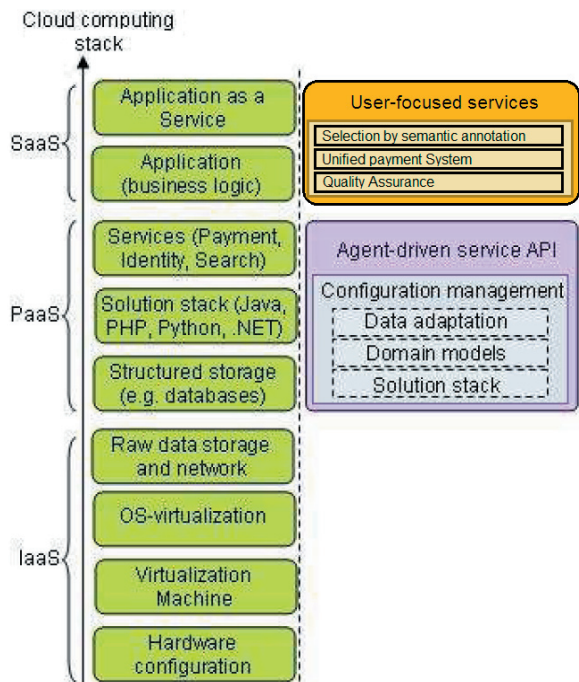 Cloud computing
stack
SaaS
Application as a
Service
Application
(business logic)
User-focused services
Selection by semantic annotation
Unified payment System
Quality Assurance
PaaS
Services (Payment,
Identity, Search)
Solution stack (Java,
PHP, Python, .NET)
Structured storage
(e.g. databases)
Agent-driven service API
Configuration management
Data adaptation
Domain models
Solution stack
IaaS
Raw data storage
and network
OS-virtualization
Virtualization
Machine
Hardware
configuration